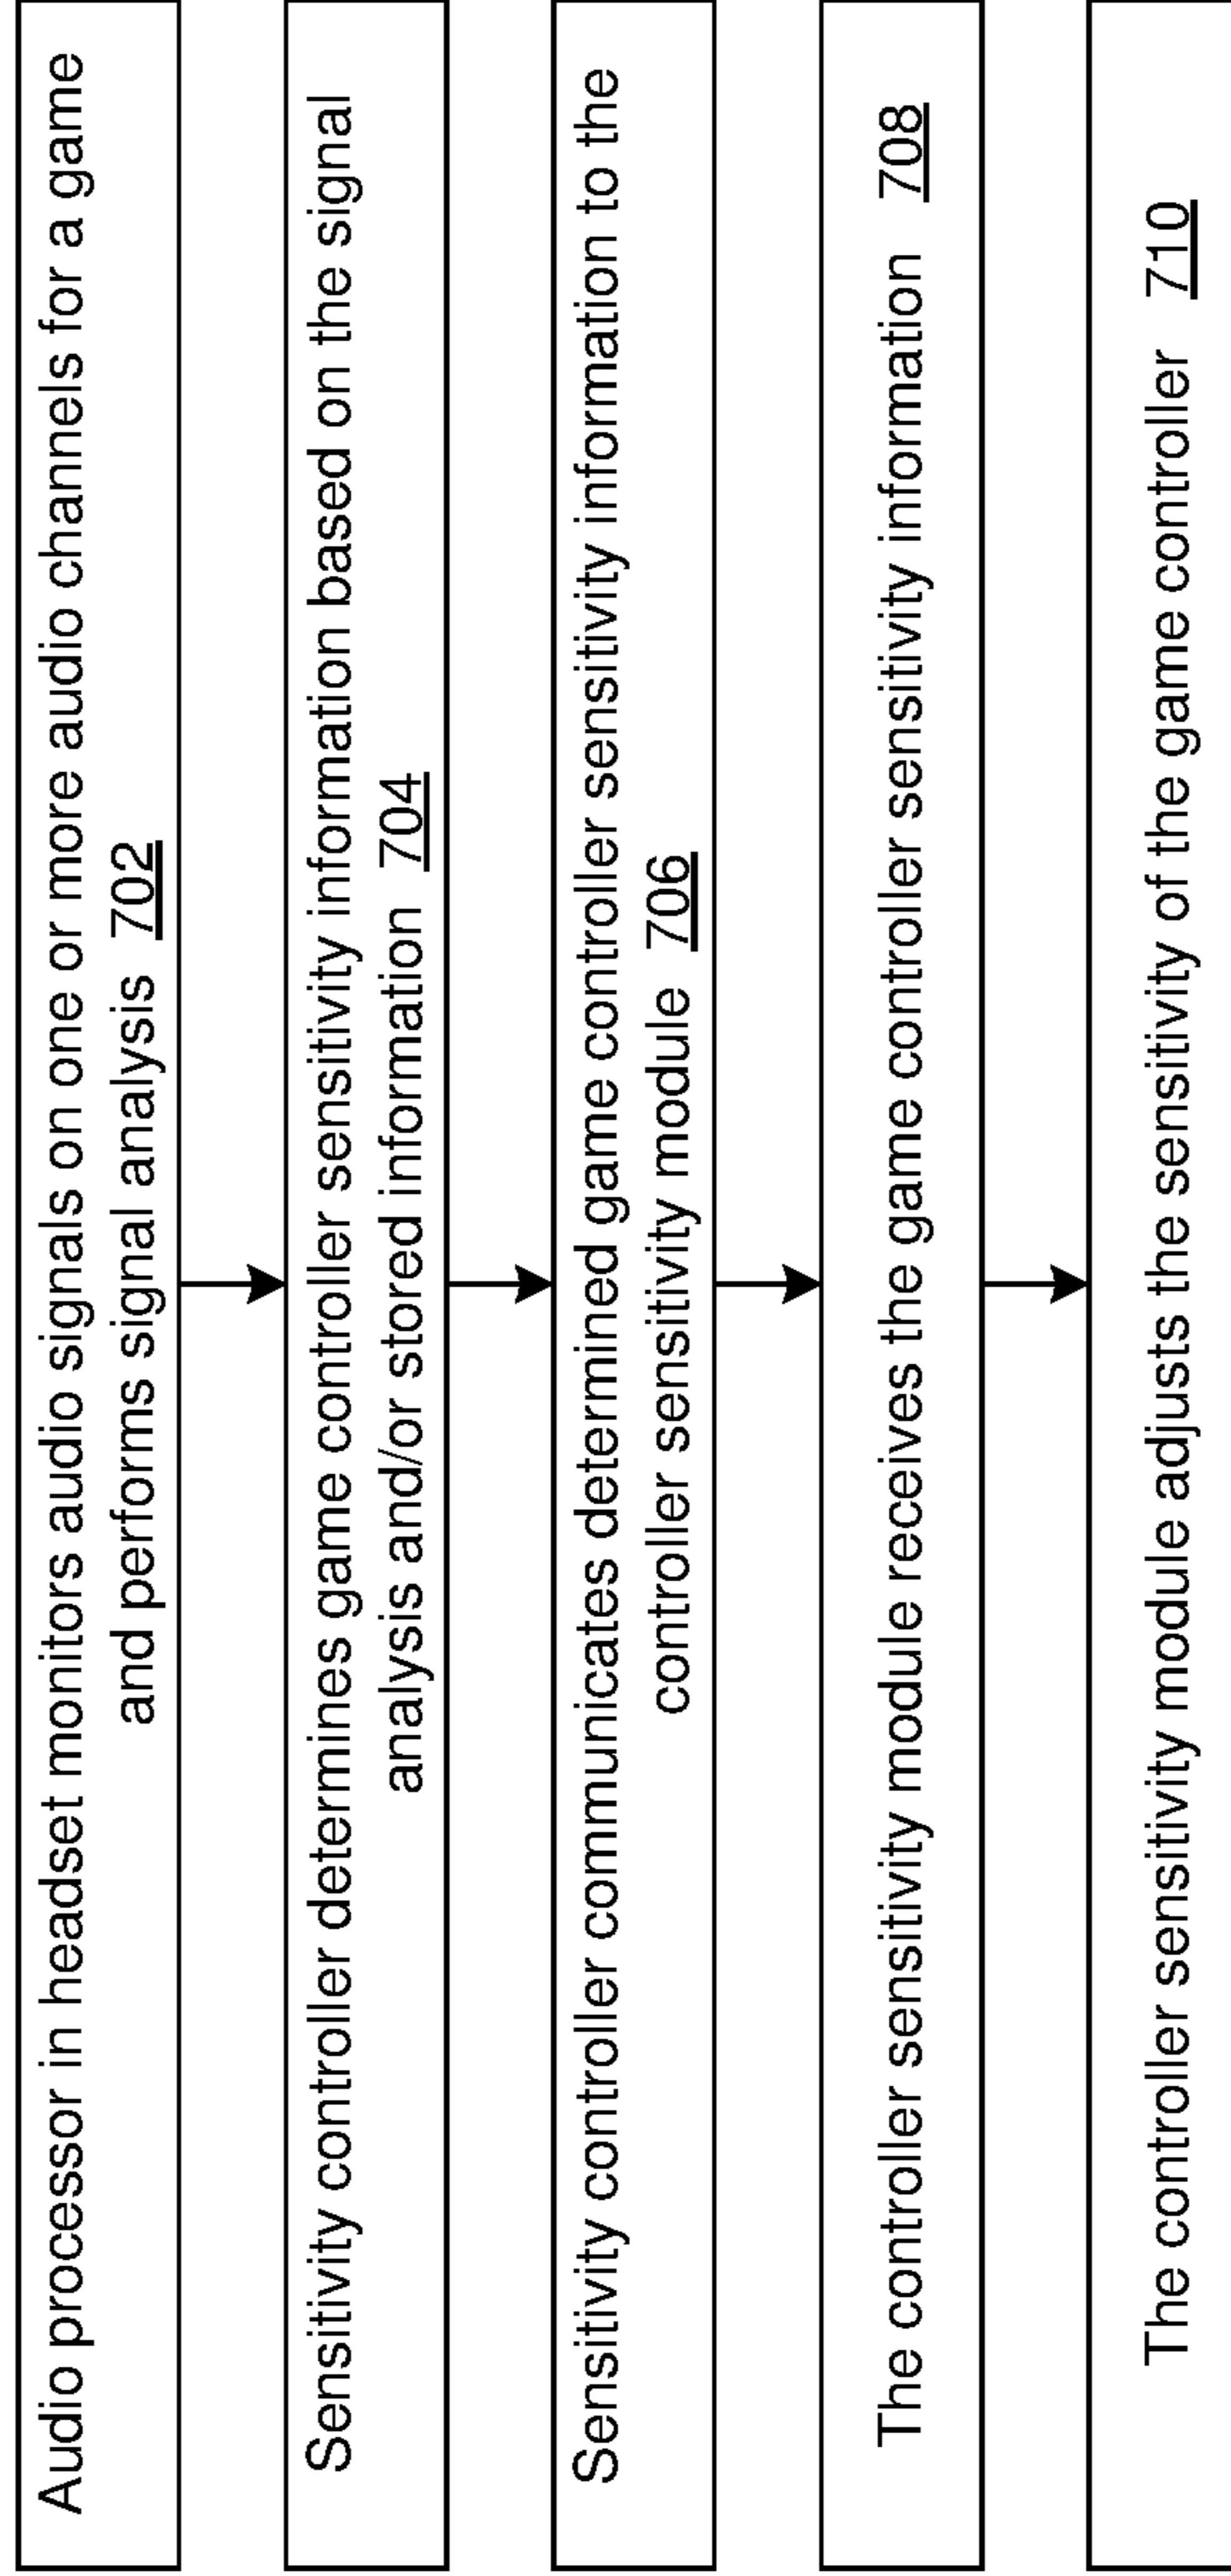 Audio processor in headset monitors audio signals on one or more audio channels for a game
and performs signal analysis 702
Sensitivity controller determines game controller sensitivity information based on the signal
analysis and/or stored information 704
Sensitivity controller communicates determined game controller sensitivity information to the
controller sensitivity module 706
The controller sensitivity module receives the game controller sensitivity information 708
The controller sensitivity module adjusts the sensitivity of the game controller 710